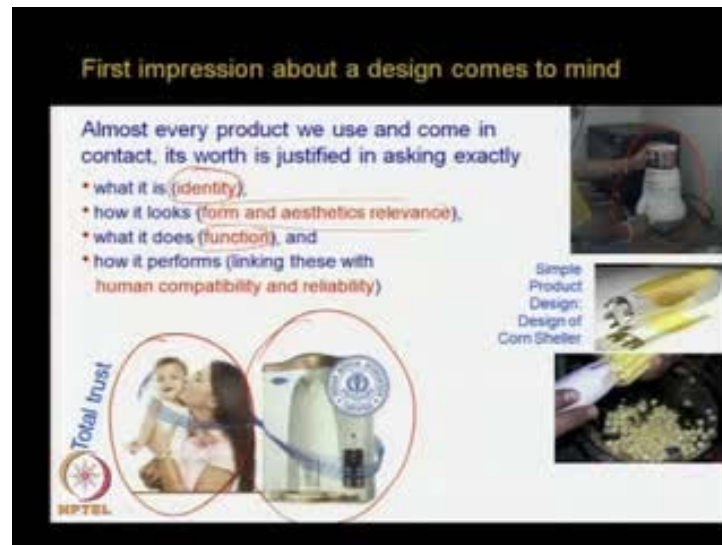 First impression about a design comes to mind
Almost every product we use and come in
contact, its worth is justified in asking exactly
• what it is (identity),
• how it looks (form and aesthetics relevance),
• what it does (function), and
• how it performs (linking these with
human compatibility and reliability)
Simple
Product
Design:
Design of
Corn Sheller
Total trust
NPTEL